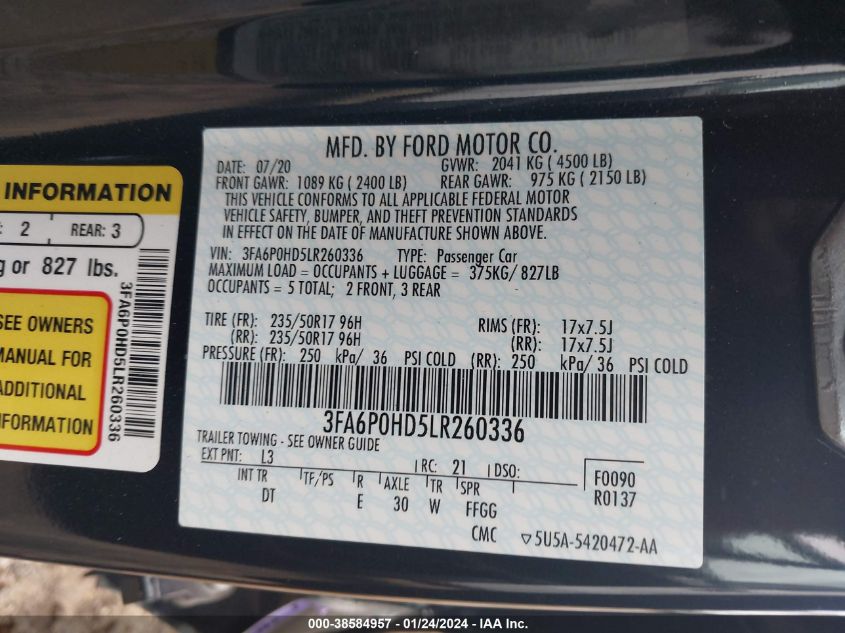 INFORMATION
2 REAR: 3
or 827 lbs.
SEE OWNERS
MANUAL FOR
ADDITIONAL
INFORMATION
3FA6P0HD5LR260336
MFD. BY FORD MOTOR CO.
DATE: 07/20 GVWR: 2041 KG ( 4500 LB)
FRONT GAWR: 1089 KG ( 2400 LB) REAR GAWR: 975 KG ( 2150 LB)
THIS VEHICLE CONFORMS TO ALL APPLICABLE FEDERAL MOTOR
VEHICLE SAFETY, BUMPER, AND THEFT PREVENTION STANDARDS
IN EFFECT ON THE DATE OF MANUFACTURE SHOWN ABOVE.
VIN: 3FA6P0HD5LR260336 TYPE: Passenger Car
MAXIMUM LOAD = OCCUPANTS + LUGGAGE = 375KG/ 827LB
OCCUPANTS = 5 TOTAL; 2 FRONT, 3 REAR
TIRE (FR): 235/50R17 96H RIMS (FR): 17x7.5J
(RR): 235/50R17 96H (RR): 17x7.5J
PRESSURE (FR): 250 kPa/ 36 PSI COLD (RR): 250 kPa/ 36 PSI COLD
3FA6P0HD5LR260336
TRAILER TOWING - SEE OWNER GUIDE
EXT PNT: L3 RC: 21 DSO:
INT TR TF/PS R AXLE TR SPR
DT E 30 W FFGG
F0090
R0137
CMC ▽5U5A-5420472-AA
000-38584957 - 01/24/2024 - IAA Inc.